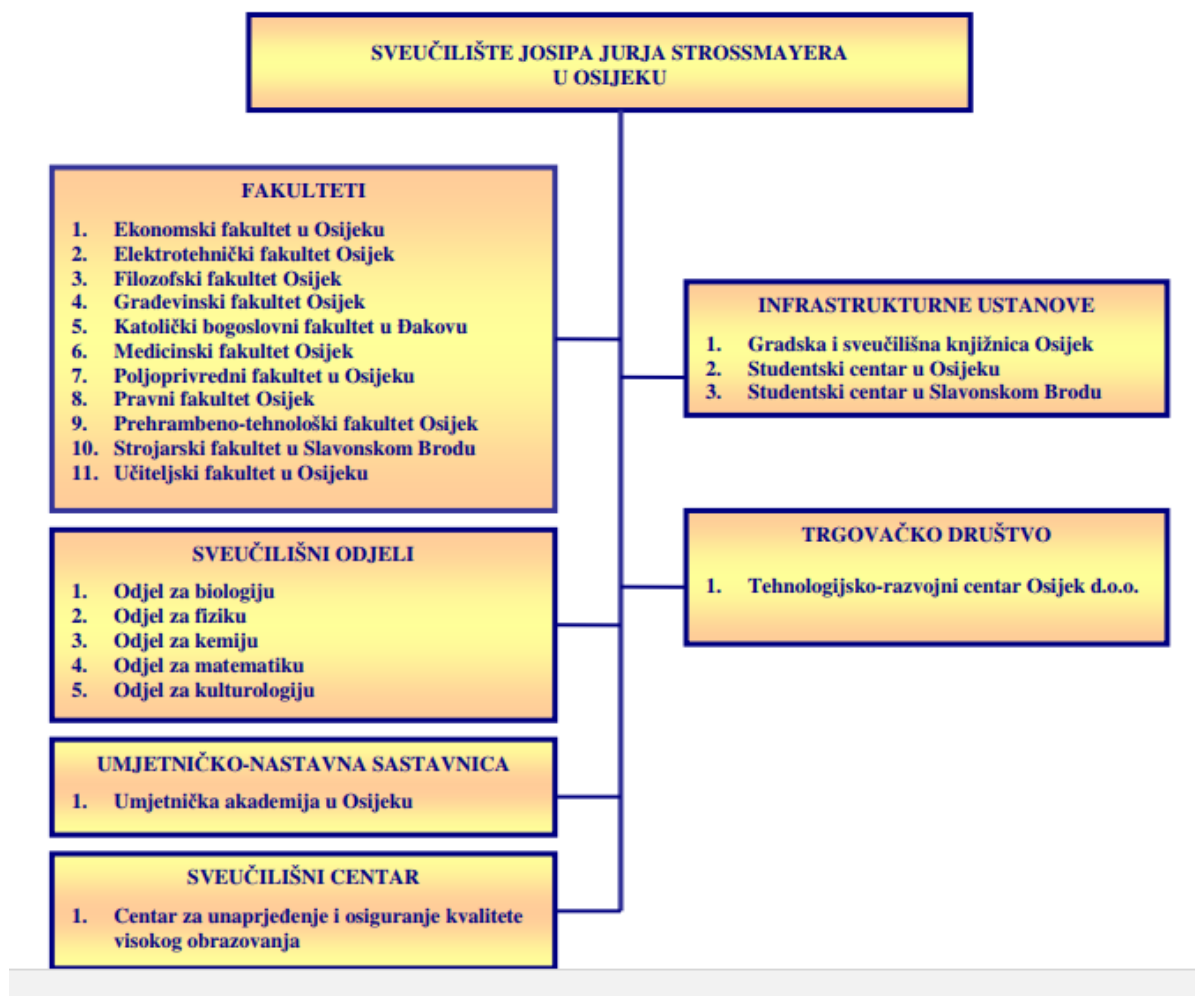 SVEUČILIŠTE JOSIPA JURJA STROSSMAYERA
U OSIJEKU
FAKULTETI
1. Ekonomski fakultet u Osijeku
2. Elektrotehnički fakultet Osijek
3. Filozofski fakultet Osijek
4. Građevinski fakultet Osijek
5. Katolički bogoslovni fakultet u Đakovu
6. Medicinski fakultet Osijek
7. Poljoprivredni fakultet u Osijeku
8. Pravni fakultet Osijek
9. Prehrambeno-tehnološki fakultet Osijek
10. Strojarski fakultet u Slavonskom Brodu
11. Učiteljski fakultet u Osijeku
SVEUČILIŠNI ODJELI
1. Odjel za biologiju
2. Odjel za fiziku
3. Odjel za kemiju
4. Odjel za matematiku
5. Odjel za kulturologiju
UMJETNIČKO-NASTAVNA SASTAVNICA
1. Umjetnička akademija u Osijeku
SVEUČILIŠNI CENTAR
1. Centar za unaprjeđenje i osiguranje kvalitete
visokog obrazovanja
INFRASTRUKTURNE USTANOVE
1. Gradska i sveučilišna knjižnica Osijek
2. Studentski centar u Osijeku
3. Studentski centar u Slavonskom Brodu
TRGOVAČKO DRUŠTVO
1. Tehnologijsko-razvojni centar Osijek d.o.o.